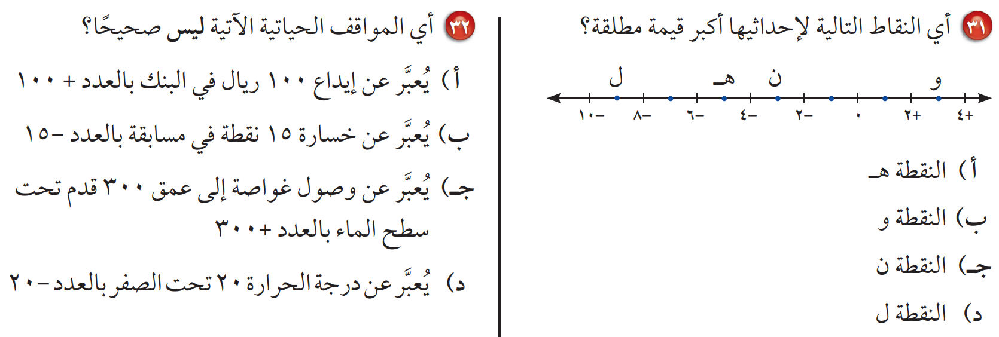 ٣١ أي النقاط التالية لإحداثيها أكبر قيمة مطلقة؟
ل هـ ن و
−١٠ −٨ −٦ −٤ −٢ ٠ +٢ +٤
أ) النقطة هـ
ب) النقطة و
جـ) النقطة ن
د) النقطة ل
٣٢ أي المواقف الحياتية الآتية ليس صحيحًا؟
أ) يُعبَّر عن إيداع ١٠٠ ريال في البنك بالعدد + ١٠٠
ب) يُعبَّر عن خسارة ١٥ نقطة في مسابقة بالعدد −١٥
جـ) يُعبَّر عن وصول غواصة إلى عمق ٣٠٠ قدم تحت
سطح الماء بالعدد +٣٠٠
د) يُعبَّر عن درجة الحرارة ٢٠ تحت الصفر بالعدد −٢٠